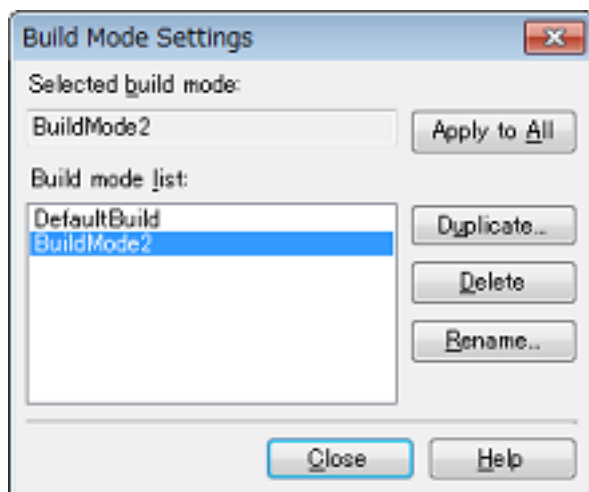 Build Mode Settings
Selected build mode:
BuildMode2
Apply to All
Build mode list:
DefaultBuild
BuildMode2
Duplicate...
Delete
Rename...
Close
Help